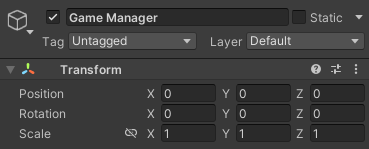 Game Manager Static
Tag Untagged Layer Default
Transform
Position X 0 Y 0 Z 0
Rotation X 0 Y 0 Z 0
Scale X 1 Y 1 Z 1